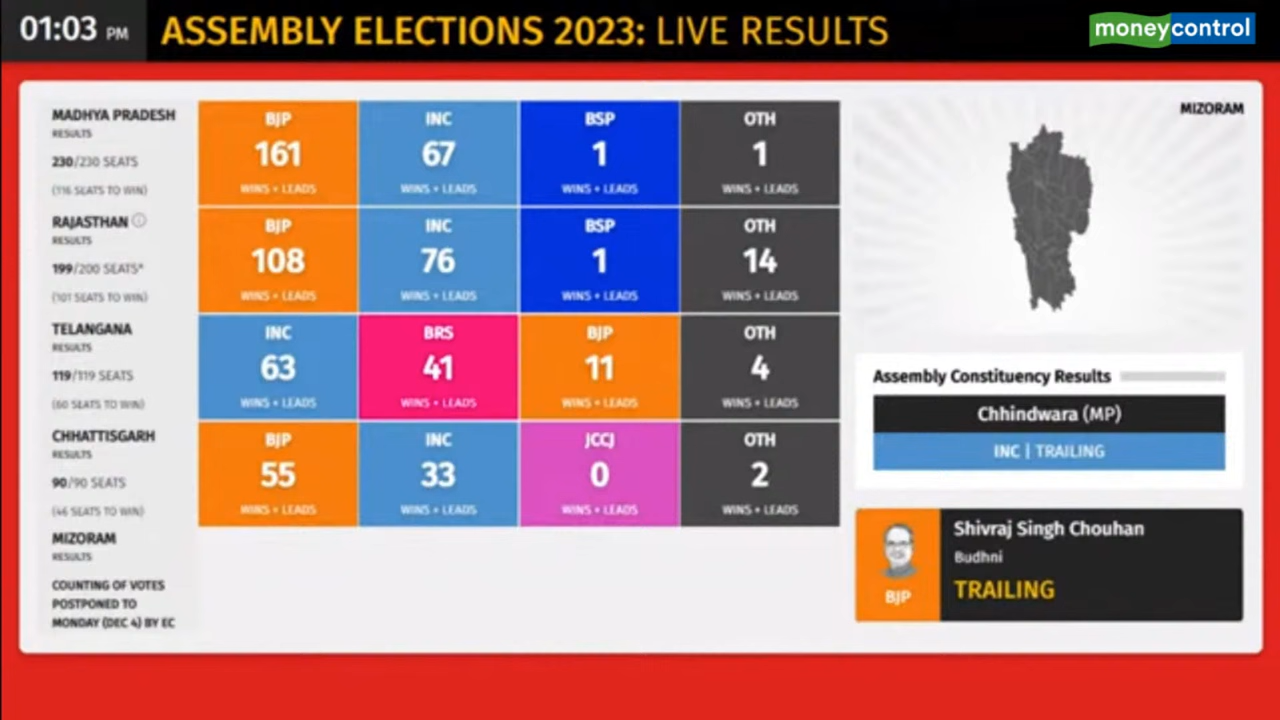 01:03 PM
ASSEMBLY ELECTIONS 2023: LIVE RESULTS
moneycontrol
MADHYA PRADESH
RESULTS
230/230 SEATS
(116 SEATS TO WIN)
BJP
161
WINS + LEADS
INC
67
WINS + LEADS
BSP
1
WINS + LEADS
OTH
1
WINS + LEADS
RAJASTHAN
RESULTS
199/200 SEATS*
(101 SEATS TO WIN)
BJP
108
WINS + LEADS
INC
76
WINS + LEADS
BSP
1
WINS + LEADS
OTH
14
WINS + LEADS
TELANGANA
RESULTS
119/119 SEATS
(60 SEATS TO WIN)
INC
63
WINS + LEADS
BRS
41
WINS + LEADS
BJP
11
WINS + LEADS
OTH
4
WINS + LEADS
CHHATTISGARH
RESULTS
90/90 SEATS
(46 SEATS TO WIN)
BJP
55
WINS + LEADS
INC
33
WINS + LEADS
JCCJ
0
WINS + LEADS
OTH
2
WINS + LEADS
MIZORAM
RESULTS
COUNTING OF VOTES
POSTPONED TO
MONDAY (DEC 4) BY EC
MIZORAM
Assembly Constituency Results
Chhindwara (MP)
INC | TRAILING
BJP
Shivraj Singh Chouhan
Budhni
TRAILING